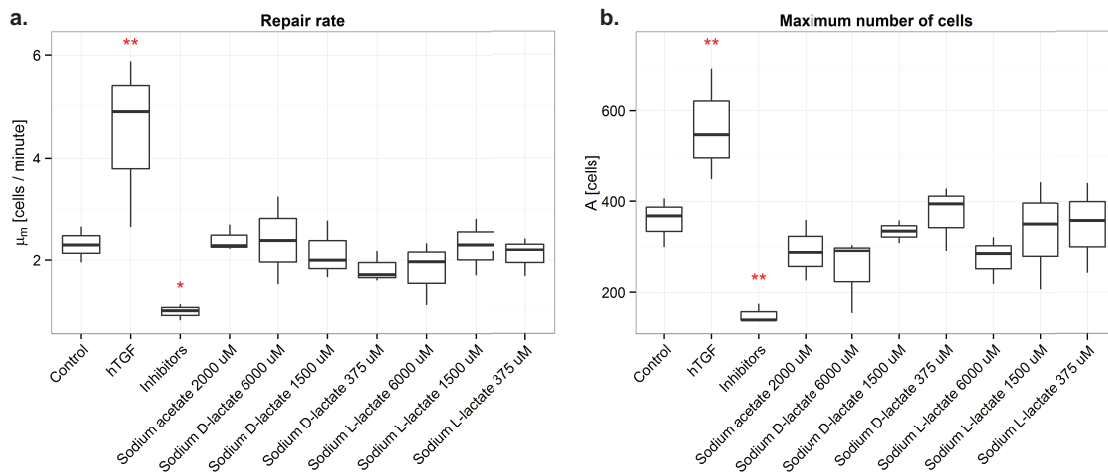 a.
Repair rate
μm [cells / minute]
6
4
2
**
*
Control
hTGF
Inhibitors
Sodium acetate 2000 uM
Sodium D-lactate 6000 uM
Sodium D-lactate 1500 uM
Sodium D-lactate 375 uM
Sodium L-lactate 6000 uM
Sodium L-lactate 1500 uM
Sodium L-lactate 375 uM
b.
Maximum number of cells
A [cells]
600
400
200
**
**
Control
hTGF
Inhibitors
Sodium acetate 2000 uM
Sodium D-lactate 6000 uM
Sodium D-lactate 1500 uM
Sodium D-lactate 375 uM
Sodium L-lactate 6000 uM
Sodium L-lactate 1500 uM
Sodium L-lactate 375 uM